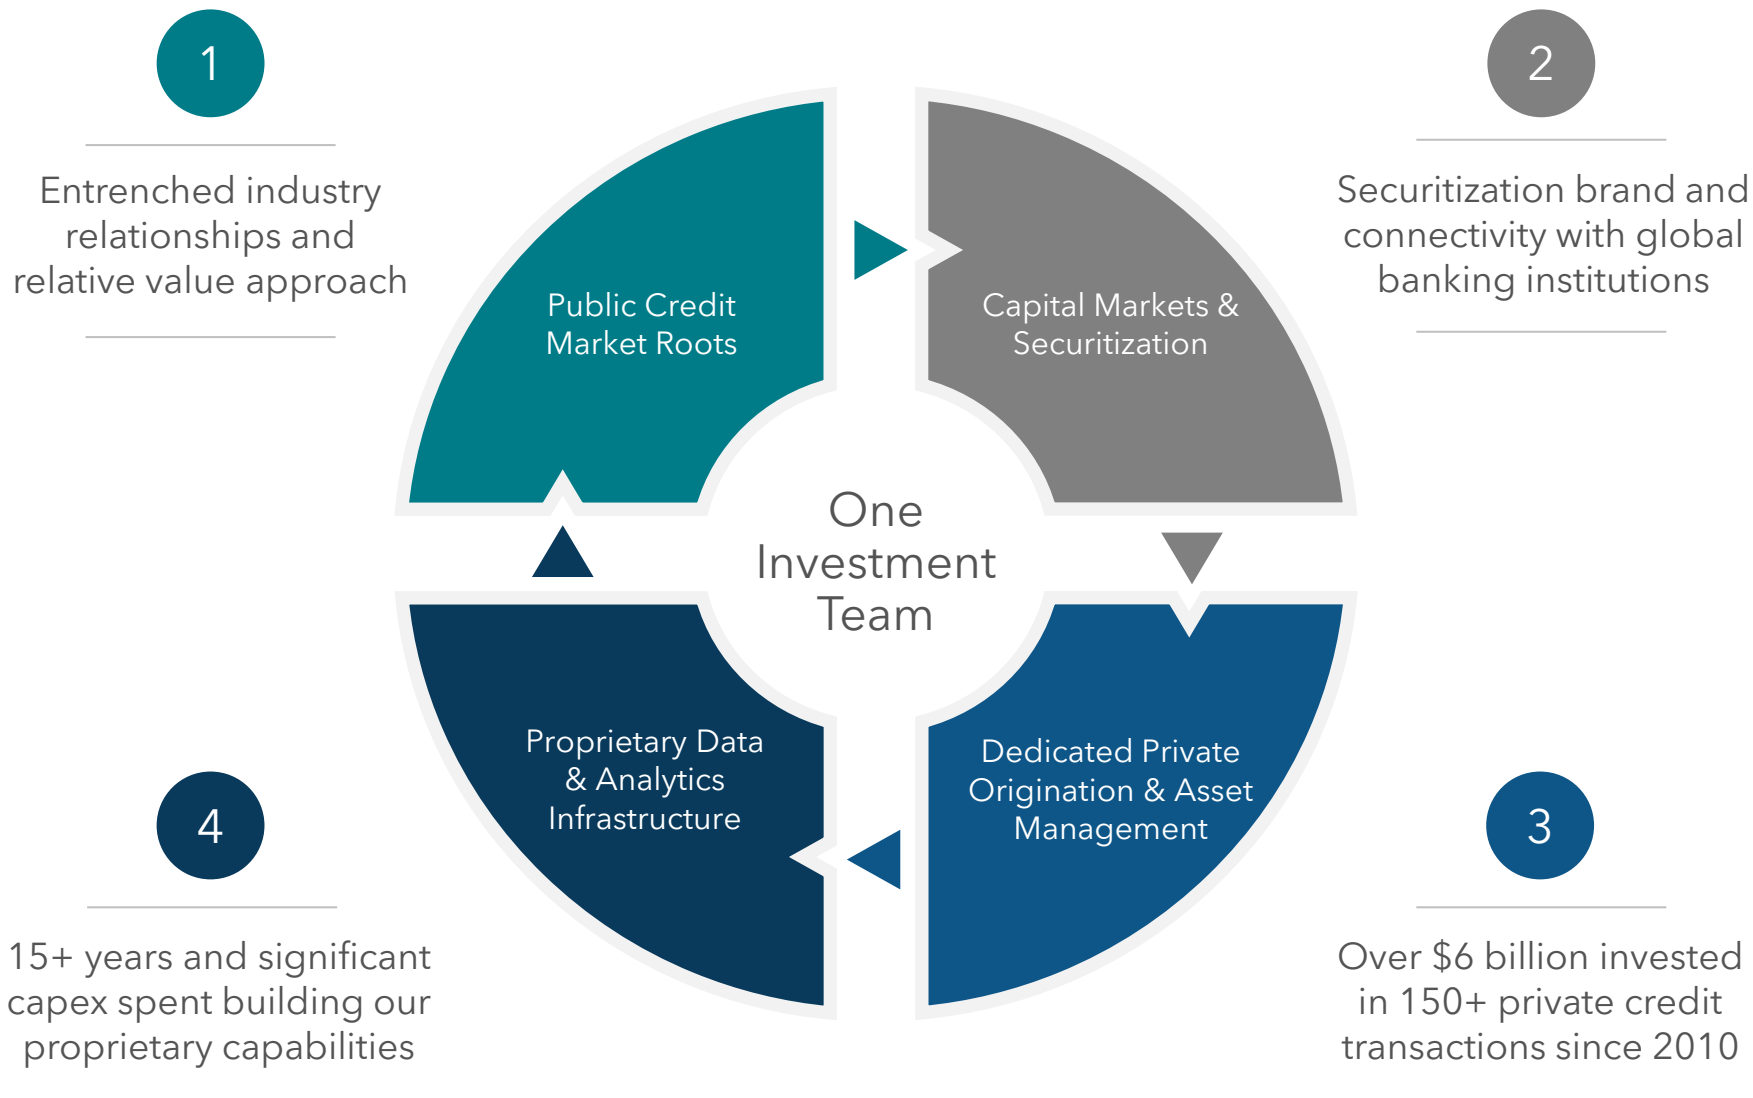 1
Entrenched industry
relationships and
relative value approach
2
Securitization brand and
connectivity with global
banking institutions
Public Credit
Market Roots
Capital Markets &
Securitization
One
Investment
Team
Proprietary Data
& Analytics
Infrastructure
Dedicated Private
Origination & Asset
Management
4
15+ years and significant
capex spent building our
proprietary capabilities
3
Over $6 billion invested
in 150+ private credit
transactions since 2010